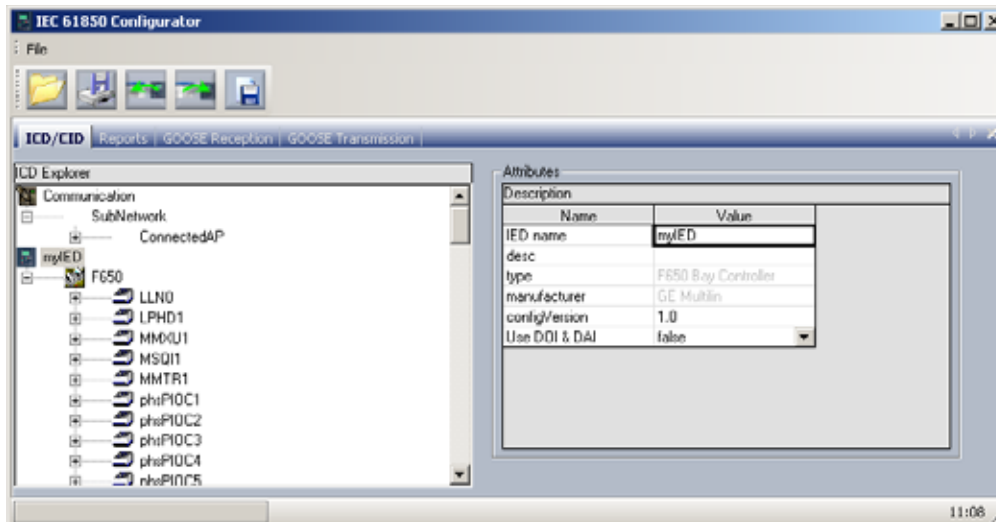 IEC 61850 Configurator
File
ICD/CID Reports GOOSE Reception GOOSE Transmission
ICD Explorer
Communication
SubNetwork
ConnectedAP
myIED
F650
LLN0
LPHD1
MMXU1
MSQI1
MMTR1
phsPIOC1
phsPIOC2
phsPIOC3
phsPIOC4
phsPIOC5
Attributes
Description
Name Value
IED name myIED
desc
type F650 Bay Controller
manufacturer GE Multilin
configVersion 1.0
Use DOI & DAI false
11:08